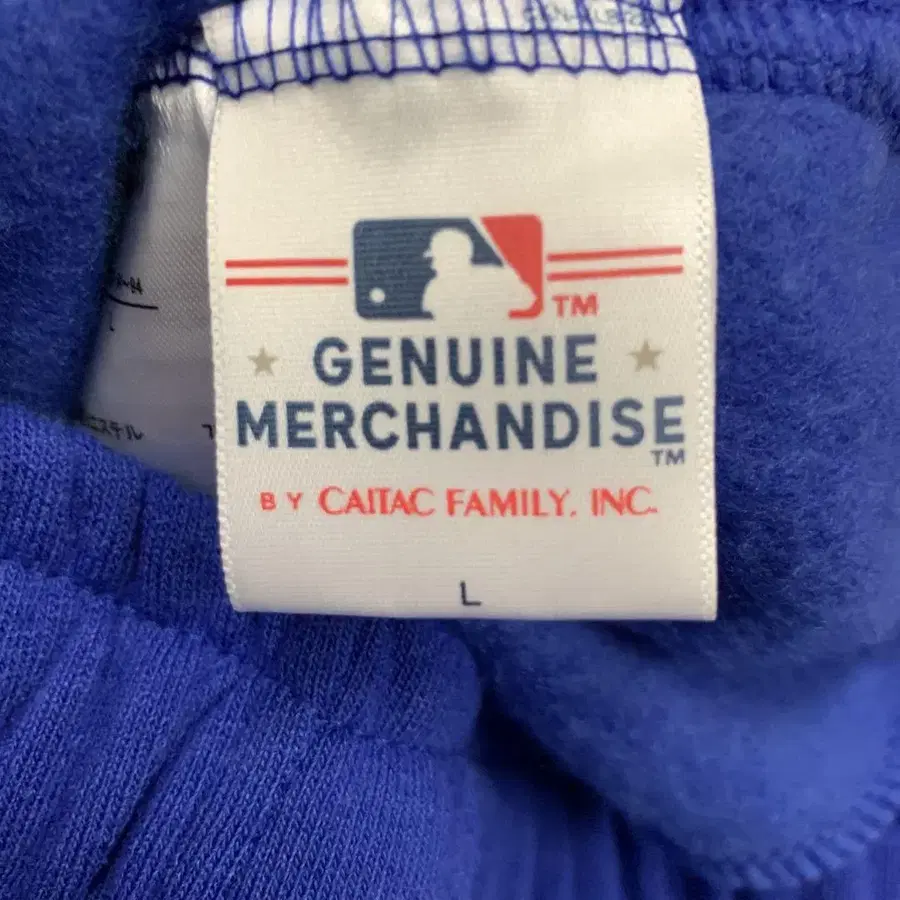 TM
GENUINE
MERCHANDISE
TM
BY CAITAC FAMILY, INC.
L
L